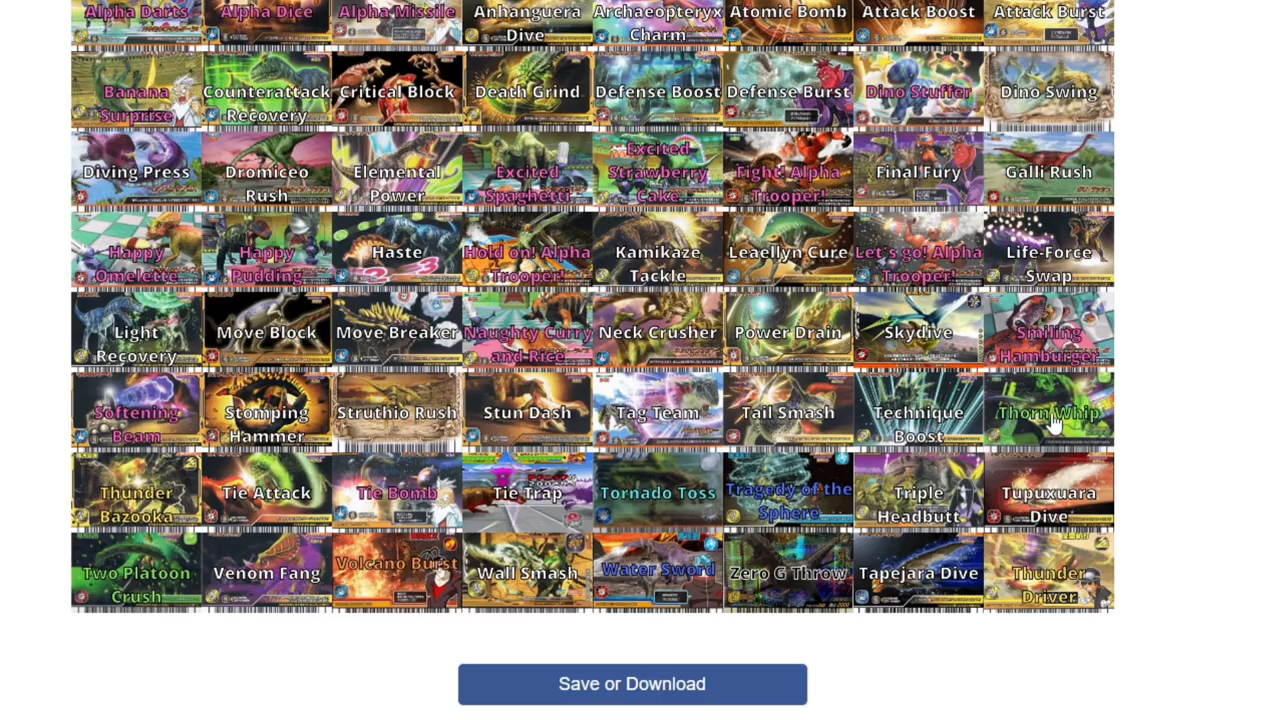 Alpha Darts
Alpha Dice
Alpha Missile
Anhanguera
Dive
Archaeopteryx
Charm
Atomic Bomb
Attack Boost
Attack Burst
Banana
Surprise
Counterattack
Recovery
Critical Block
Death Grind
Defense Boost
Defense Burst
Dino Stuffer
Dino Swing
Diving Press
Dromiceo
Rush
Elemental
Power
Excited
Spaghetti
Excited
Strawberry
Cake
Fight! Alpha
Trooper!
Final Fury
Galli Rush
Happy
Omelette
Happy
Pudding
Haste
Hold on! Alpha
Trooper!
Kamikaze
Tackle
Leaellyn Cure
Let's go! Alpha
Trooper!
Life-Force
Swap
Light
Recovery
Move Block
Move Breaker
Naughty Curry
and Rice
Neck Crusher
Power Drain
Skydive
Smiling
Hamburger
Softening
Beam
Stomping
Hammer
Struthio Rush
Stun Dash
Tag Team
Tail Smash
Technique
Boost
Thorn Whip
Thunder
Bazooka
Tie Attack
Tie Bomb
Tie Trap
Tornado Toss
Tragedy of the
Sphere
Triple
Headbutt
Tupuxuara
Dive
Two Platoon
Crush
Venom Fang
Volcano Burst
Wall Smash
Water Sword
Zero G Throw
Tapejara Dive
Thunder
Driver
Save or Download